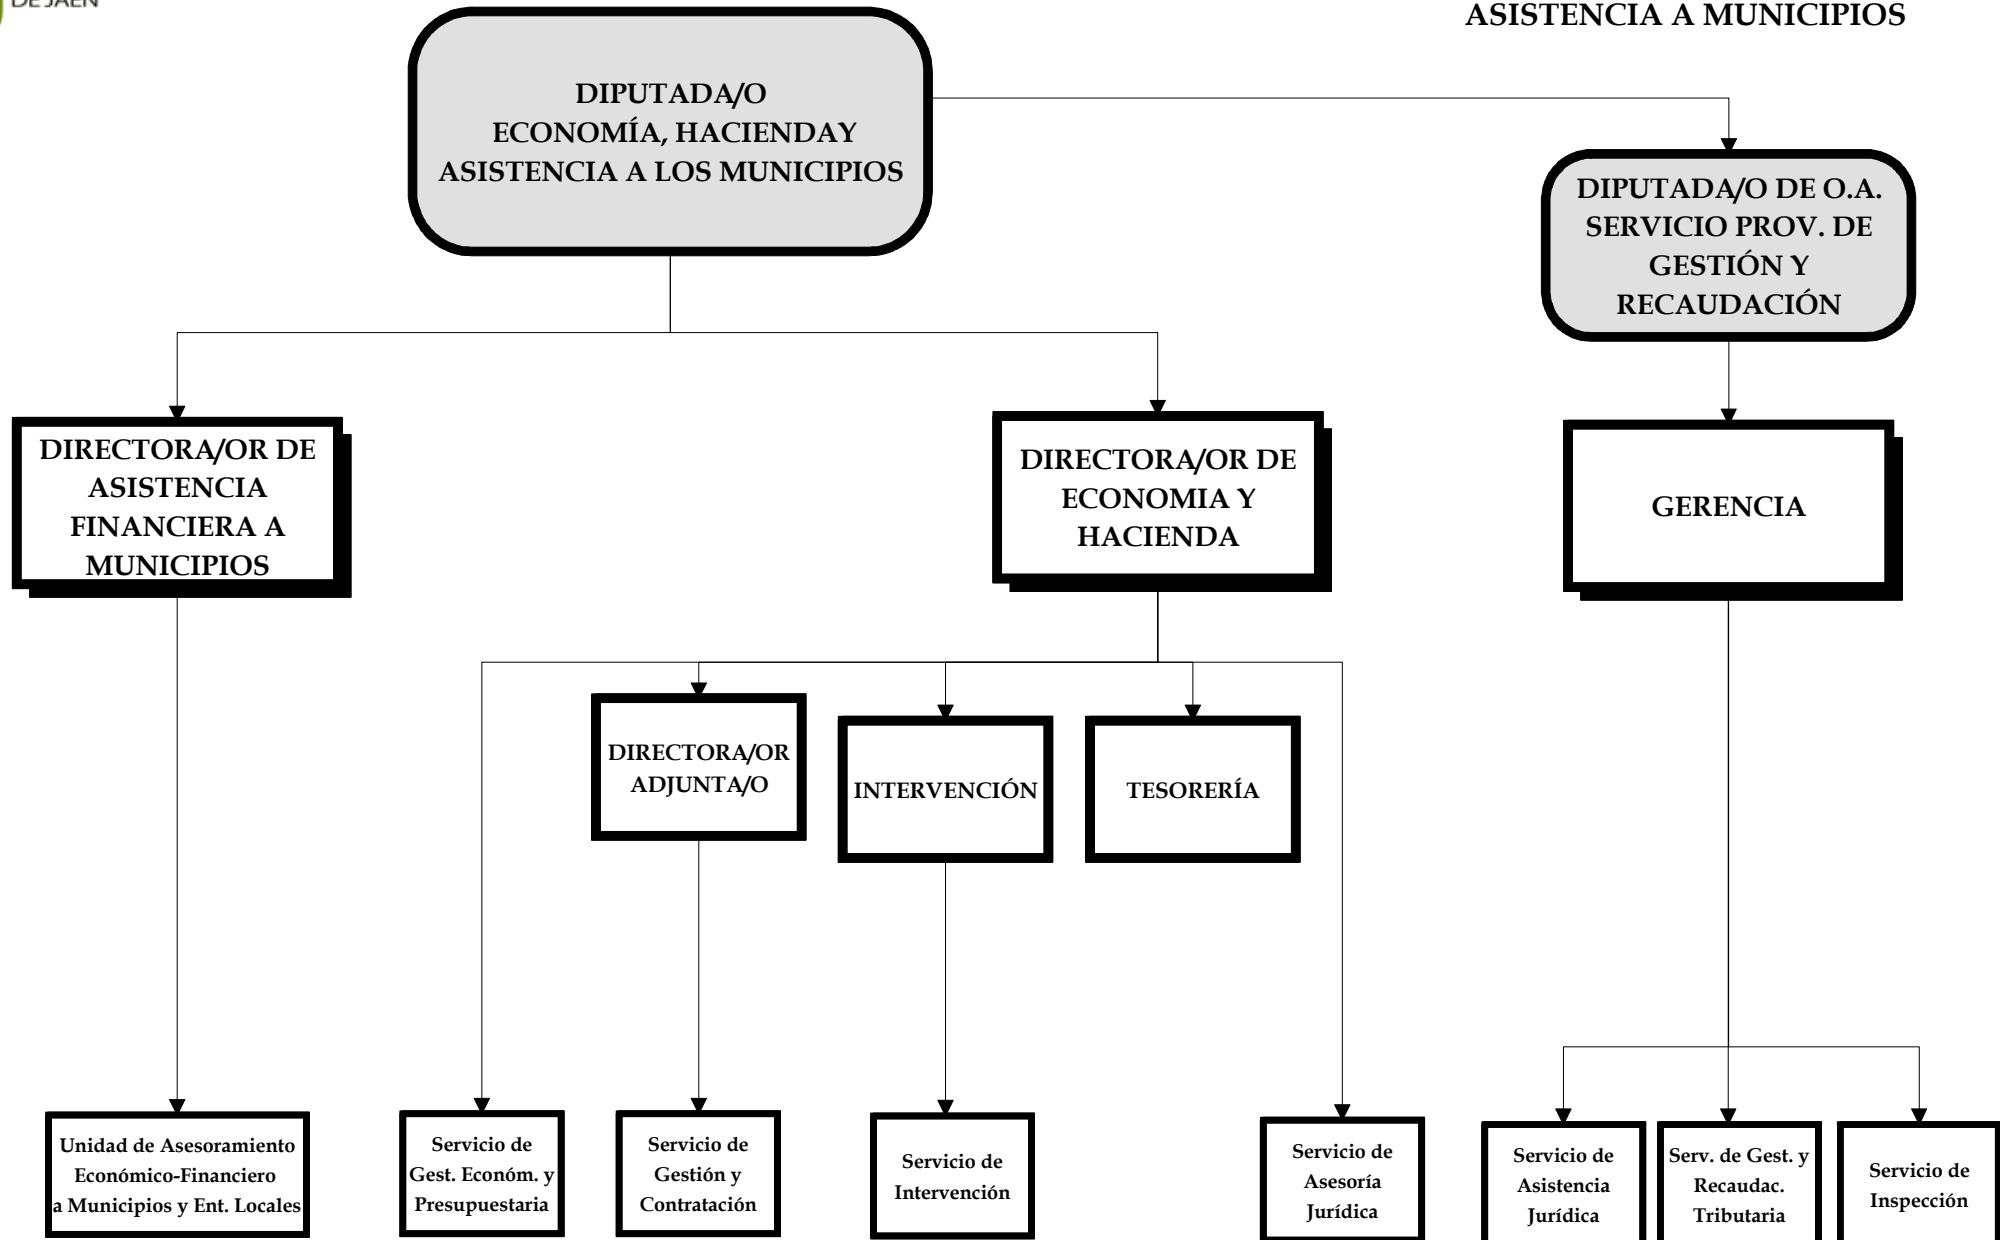 DE JAÉN
ASISTENCIA A MUNICIPIOS
DIPUTADA/O
ECONOMÍA, HACIENDAY
ASISTENCIA A LOS MUNICIPIOS
DIPUTADA/O DE O.A.
SERVICIO PROV. DE
GESTIÓN Y
RECAUDACIÓN
DIRECTORA/OR DE
ASISTENCIA
FINANCIERA A
MUNICIPIOS
DIRECTORA/OR DE
ECONOMIA Y
HACIENDA
GERENCIA
DIRECTORA/OR
ADJUNTA/O
INTERVENCIÓN
TESORERÍA
Unidad de Asesoramiento
Económico-Financiero
a Municipios y Ent. Locales
Servicio de
Gest. Económ. y
Presupuestaria
Servicio de
Gestión y
Contratación
Servicio de
Intervención
Servicio de
Asesoría
Jurídica
Servicio de
Asistencia
Jurídica
Serv. de Gest. y
Recaudac.
Tributaria
Servicio de
Inspección